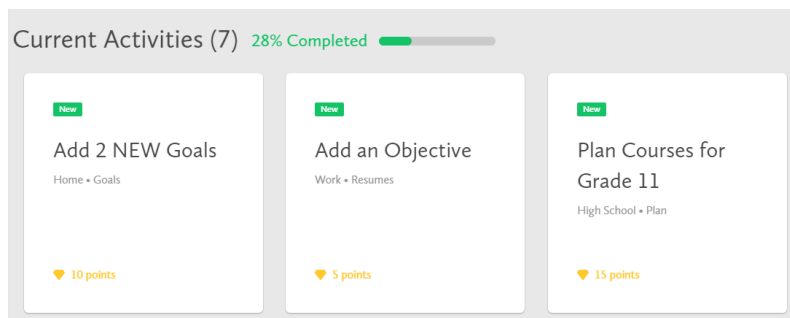 Current Activities (7) 28% Completed
New
Add 2 NEW Goals
Home • Goals
10 points
New
Add an Objective
Work • Resumes
5 points
New
Plan Courses for
Grade 11
High School • Plan
15 points